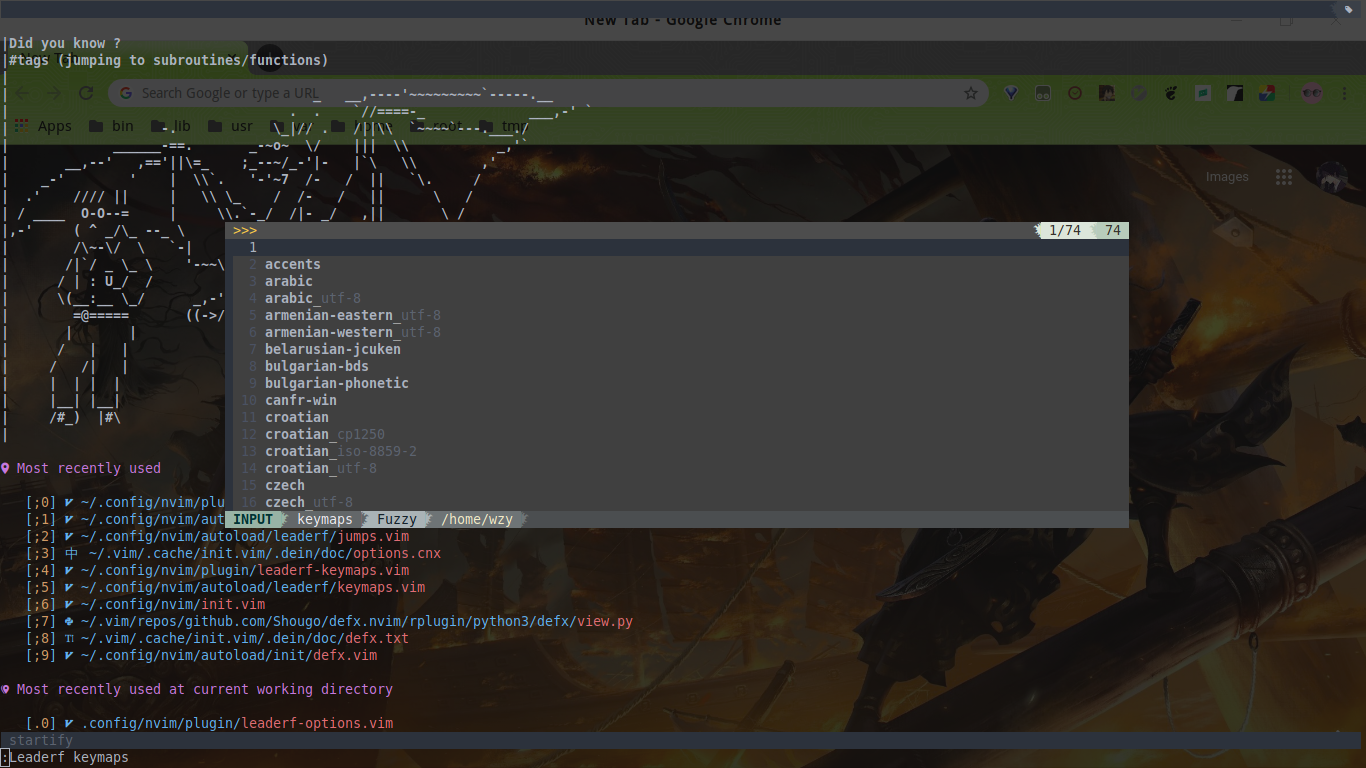 New Tab - Google Chrome
Did you know ?
#tags (jumping to subroutines/functions)
Search Google or type a URL
Apps bin lib usr root tmp
Images
>>> 1/74 74
1
2 accents
3 arabic
4 arabic_utf-8
5 armenian-eastern_utf-8
6 armenian-western_utf-8
7 belarusian-jcuken
8 bulgarian-bds
9 bulgarian-phonetic
10 canfr-win
11 croatian
12 croatian_cp1250
13 croatian_iso-8859-2
14 croatian_utf-8
15 czech
16 czech_utf-8
INPUT keymaps Fuzzy /home/wzy
Most recently used
[;0] ~/.config/nvim/plu
[;1] ~/.config/nvim/aut
[;2] ~/.config/nvim/autoload/leaderf/jumps.vim
[;3] 中 ~/.vim/.cache/init.vim/.dein/doc/options.cnx
[;4] ~/.config/nvim/plugin/leaderf-keymaps.vim
[;5] ~/.config/nvim/autoload/leaderf/keymaps.vim
[;6] ~/.config/nvim/init.vim
[;7] ~/.vim/repos/github.com/Shougo/defx.nvim/rplugin/python3/defx/view.py
[;8] ~/.vim/.cache/init.vim/.dein/doc/defx.txt
[;9] ~/.config/nvim/autoload/init/defx.vim
Most recently used at current working directory
[.0] .config/nvim/plugin/leaderf-options.vim
startify
:Leaderf keymaps